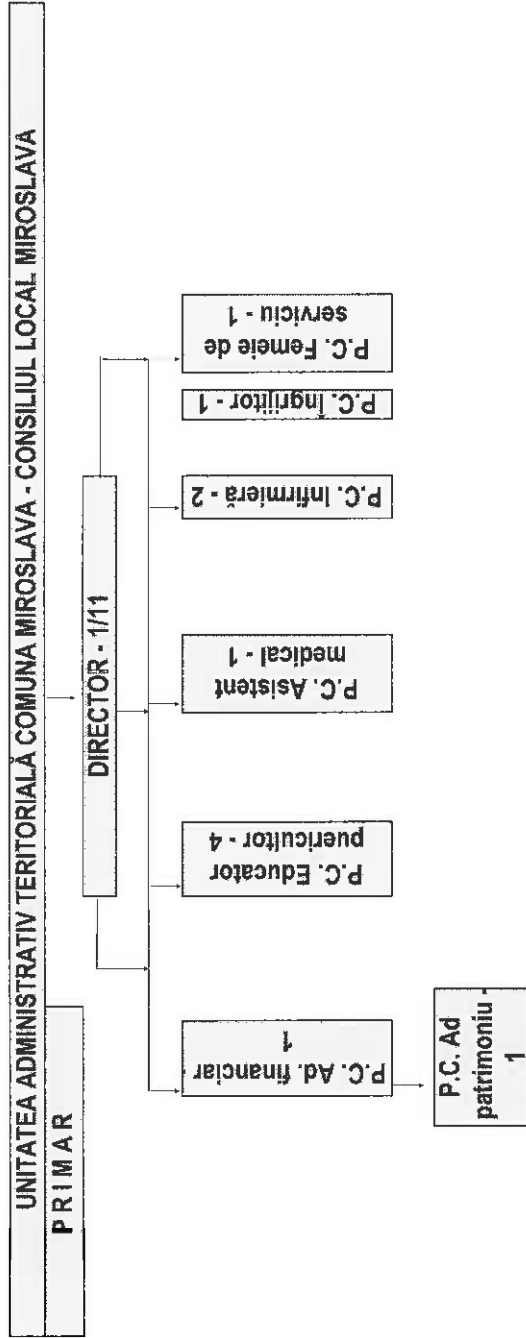 UNITATEA ADMINISTRATIV TERITORIALĂ COMUNA MIROSLAVA - CONSILIUL LOCAL MIROSLAVA
PRIMAR
DIRECTOR - 1/11
P.C. Ad. financiar
1
P.C. Educator
puericultor - 4
P.C. Asistent
medical - 1
P.C. Infirmieră - 2
P.C. Îngrijitor - 1
P.C. Femeie de
serviciu - 1
P.C. Ad
patrimoniu -
1